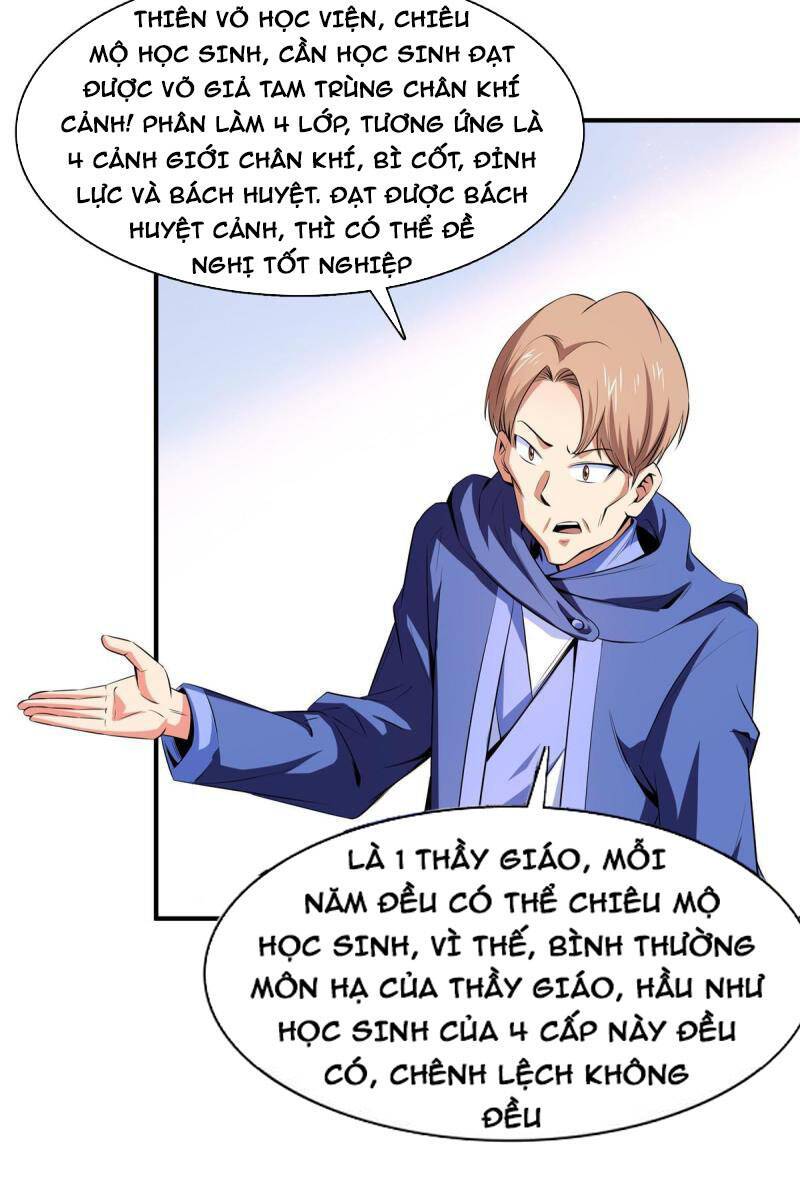 THIÊN VÕ HỌC VIỆN, CHIÊU
MỘ HỌC SINH, CẦN HỌC SINH ĐẠT
ĐƯỢC VÕ GIẢ TAM TRÙNG CHÂN KHÍ
CẢNH! PHÂN LÀM 4 LỚP, TƯƠNG ỨNG LÀ
4 CẢNH GIỚI CHÂN KHÍ, BÌ CỐT, ĐỈNH
LỰC VÀ BÁCH HUYỆT. ĐẠT ĐƯỢC BÁCH
HUYỆT CẢNH, THÌ CÓ THỂ ĐỀ
NGHỊ TỐT NGHIỆP
LÀ 1 THẦY GIÁO, MỖI
NĂM ĐỀU CÓ THỂ CHIÊU MỘ
HỌC SINH, VÌ THẾ, BÌNH THƯỜNG
MÔN HẠ CỦA THẦY GIÁO, HẦU NHƯ
HỌC SINH CỦA 4 CẤP NÀY ĐỀU
CÓ, CHÊNH LỆCH KHÔNG
ĐỀU